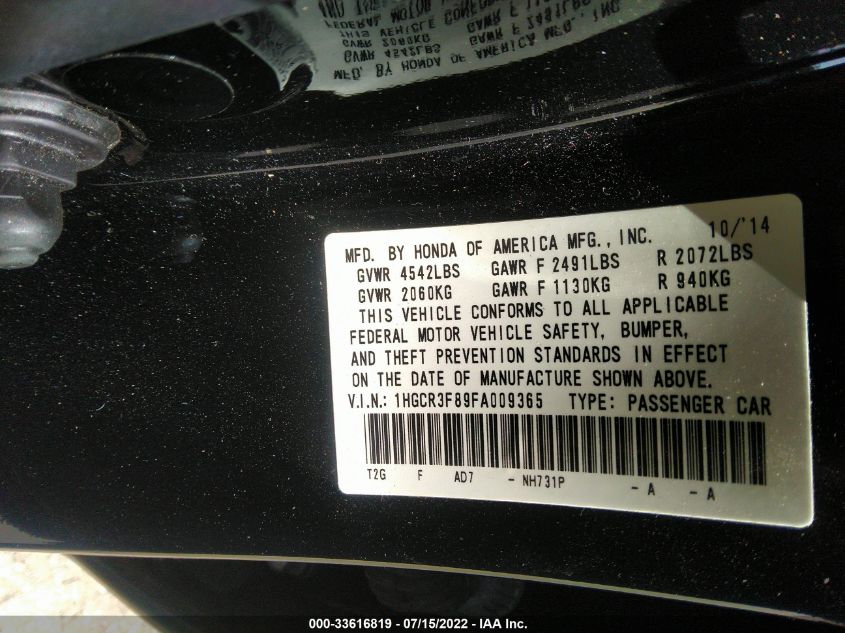 MFD. BY HONDA OF AMERICA MFG., INC. 10/'14
GVWR 4542LBS GAWR F 2491LBS R 2072LBS
GVWR 2060KG GAWR F 1130KG R 940KG
THIS VEHICLE CONFORMS TO ALL APPLICABLE
FEDERAL MOTOR VEHICLE SAFETY, BUMPER,
AND THEFT PREVENTION STANDARDS IN EFFECT
ON THE DATE OF MANUFACTURE SHOWN ABOVE.
V.I.N.: 1HGCR3F89FA009365 TYPE: PASSENGER CAR
T2G F AD7 - NH731P - A - A
000-33616819 - 07/15/2022 - IAA Inc.